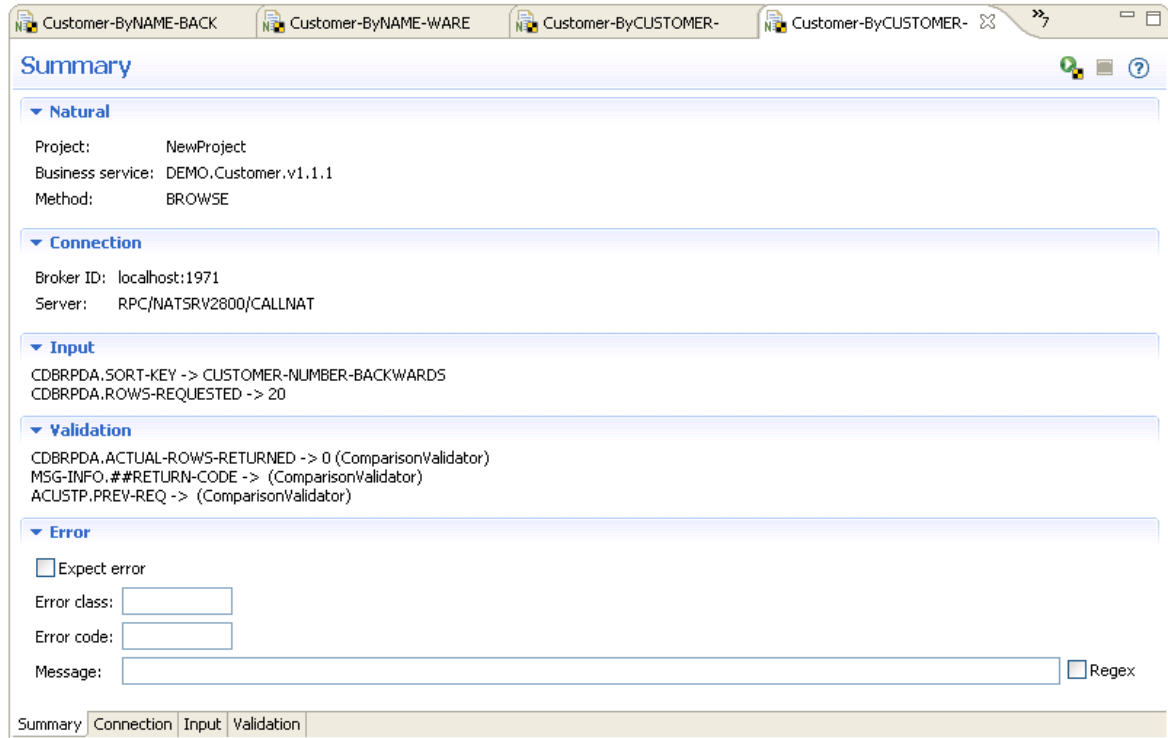 Customer-ByNAME-BACK Customer-ByNAME-WARE Customer-ByCUSTOMER- Customer-ByCUSTOMER- »7
Summary
Natural
Project: NewProject
Business service: DEMO.Customer.v1.1.1
Method: BROWSE
Connection
Broker ID: localhost:1971
Server: RPC/NATSRV2800/CALLNAT
Input
CDBRPDA.SORT-KEY -> CUSTOMER-NUMBER-BACKWARDS
CDBRPDA.ROWS-REQUESTED -> 20
Validation
CDBRPDA.ACTUAL-ROWS-RETURNED -> 0 (ComparisonValidator)
MSG-INFO.##RETURN-CODE -> (ComparisonValidator)
ACUSTP.PREV-REQ -> (ComparisonValidator)
Error
Expect error
Error class:
Error code:
Message: Regex
Summary Connection Input Validation